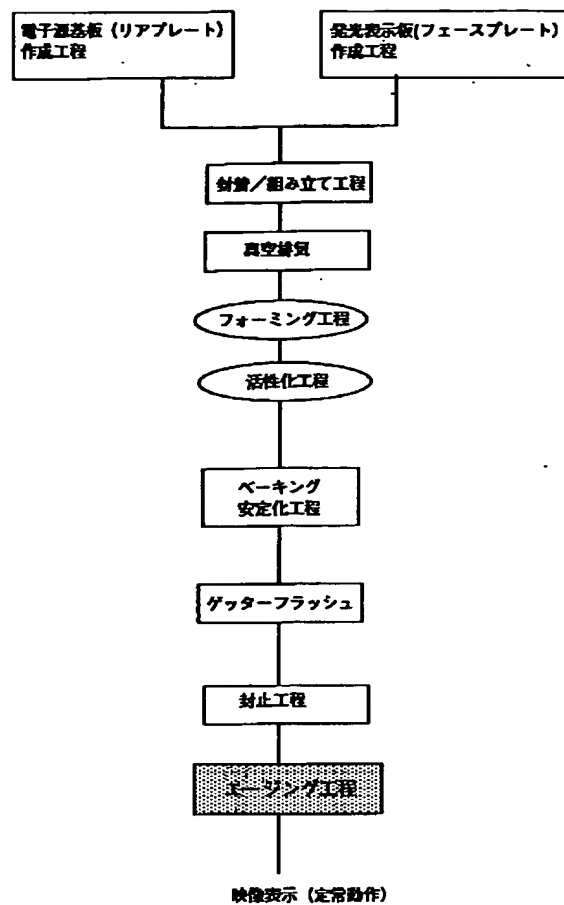 電子源基板（リアプレート）
作成工程
発光表示板(フェースプレート）
作成工程
封着／組み立て工程
真空排気
フォーミング工程
活性化工程
ベーキング
安定化工程
ゲッターフラッシュ
封止工程
エージング工程
映像表示（定常動作）